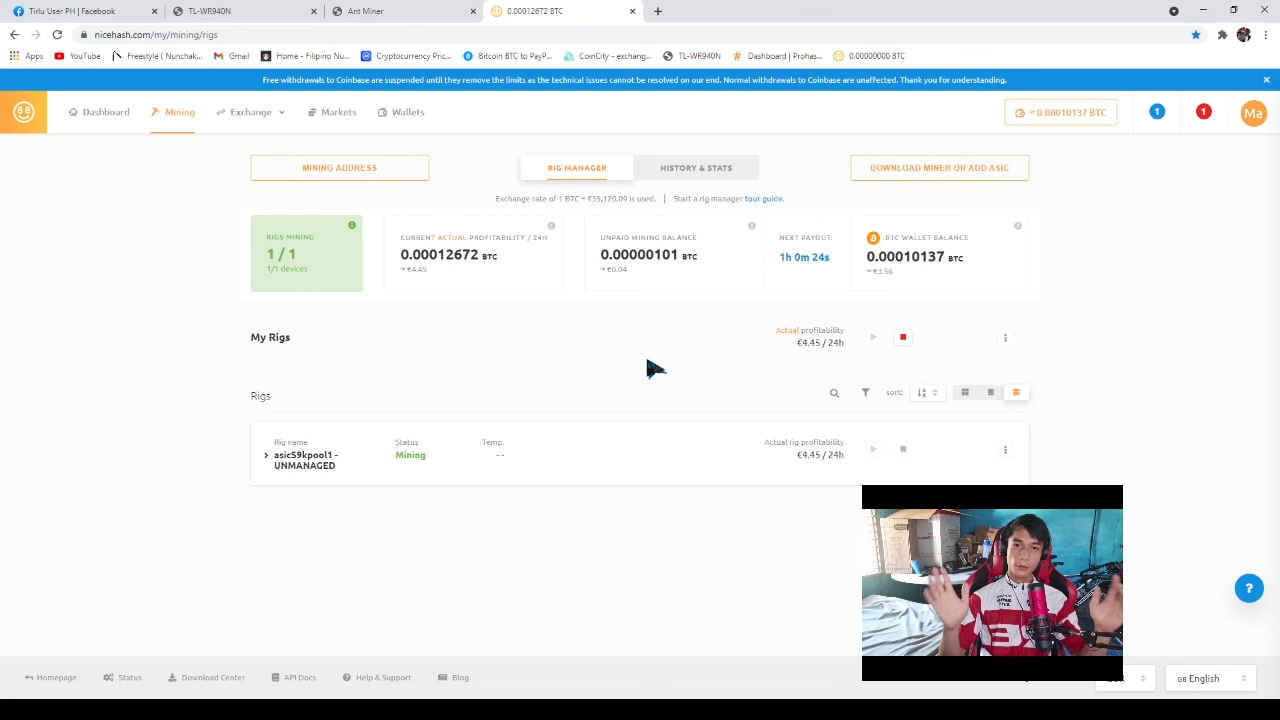 Tirlu User PH | Facebook
TL-WR940N
Ant Miner
0.00012672 BTC
nicehash.com/my/mining/rigs
Apps
YouTube
Freestyle ( Nunchak...
Gmail
Home - Filipino Nu...
Cryptocurrency Pric...
Bitcoin BTC to PayP...
CoinCity - exchang...
TL-WR940N
Dashboard | Prohas...
0.00000000 BTC
Free withdrawals to Coinbase are suspended until they remove the limits as the technical issues cannot be resolved on our end. Normal withdrawals to Coinbase are unaffected. Thank you for understanding.
Dashboard
Mining
Exchange
Markets
Wallets
≈ 0.00010137 BTC
1
1
Ma
MINING ADDRESS
RIG MANAGER
HISTORY & STATS
DOWNLOAD MINER OR ADD ASIC
Exchange rate of 1 BTC ≈ €35,120.09 is used. | Start a rig manager tour guide.
RIGS MINING
1 / 1
1/1 devices
CURRENT ACTUAL PROFITABILITY / 24H
0.00012672 BTC
≈ €4.45
UNPAID MINING BALANCE
0.00000101 BTC
≈ €0.04
NEXT PAYOUT:
1h 0m 24s
BTC WALLET BALANCE
0.00010137 BTC
≈ €3.56
My Rigs
Actual profitability
€4.45 / 24h
Rigs
sort:
Rig name
asicS9kpool1 -
UNMANAGED
Status
Mining
Temp.
- -
Actual rig profitability
€4.45 / 24h
?
Homepage
Status
Download Center
API Docs
Help & Support
Blog
GB English